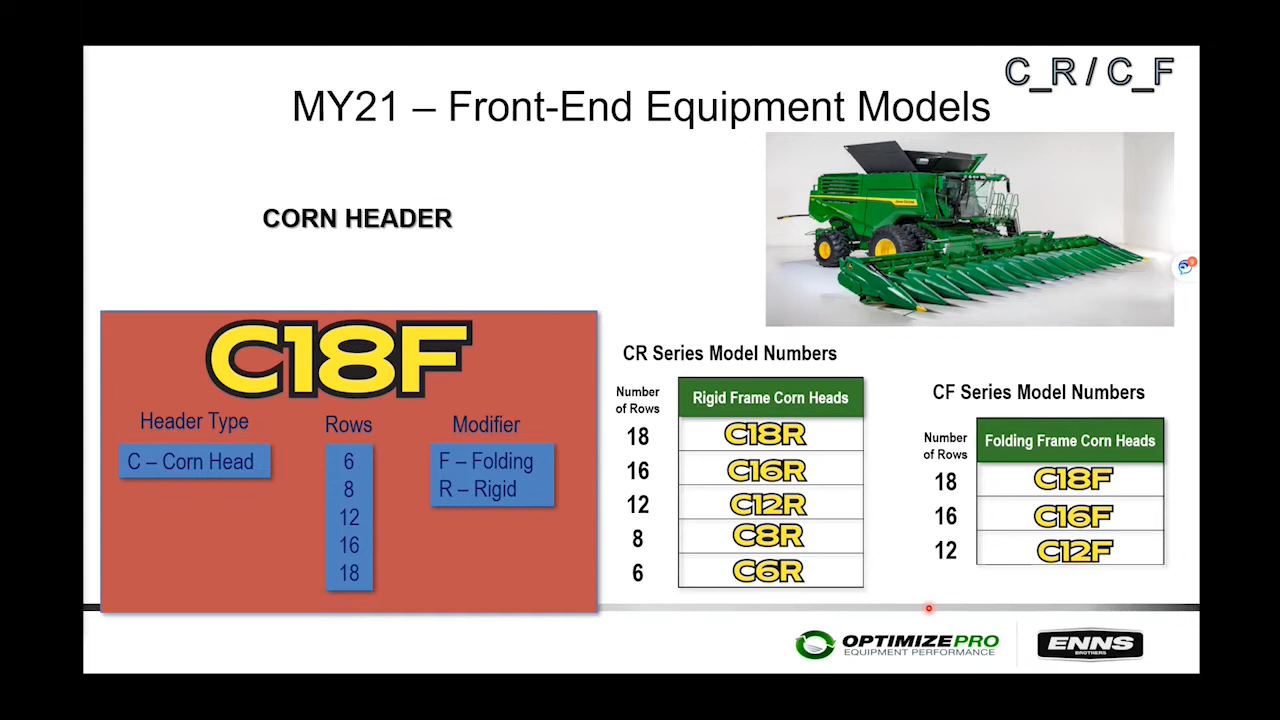 C_R / C_F
MY21 – Front-End Equipment Models
CORN HEADER
C18F
Header Type
C – Corn Head
Rows
6
8
12
16
18
Modifier
F – Folding
R – Rigid
CR Series Model Numbers
Number
of Rows
Rigid Frame Corn Heads
18 C18R
16 C16R
12 C12R
8 C8R
6 C6R
CF Series Model Numbers
Number
of Rows
Folding Frame Corn Heads
18 C18F
16 C16F
12 C12F
OPTIMIZEPRO
EQUIPMENT PERFORMANCE
ENNS
BROTHERS